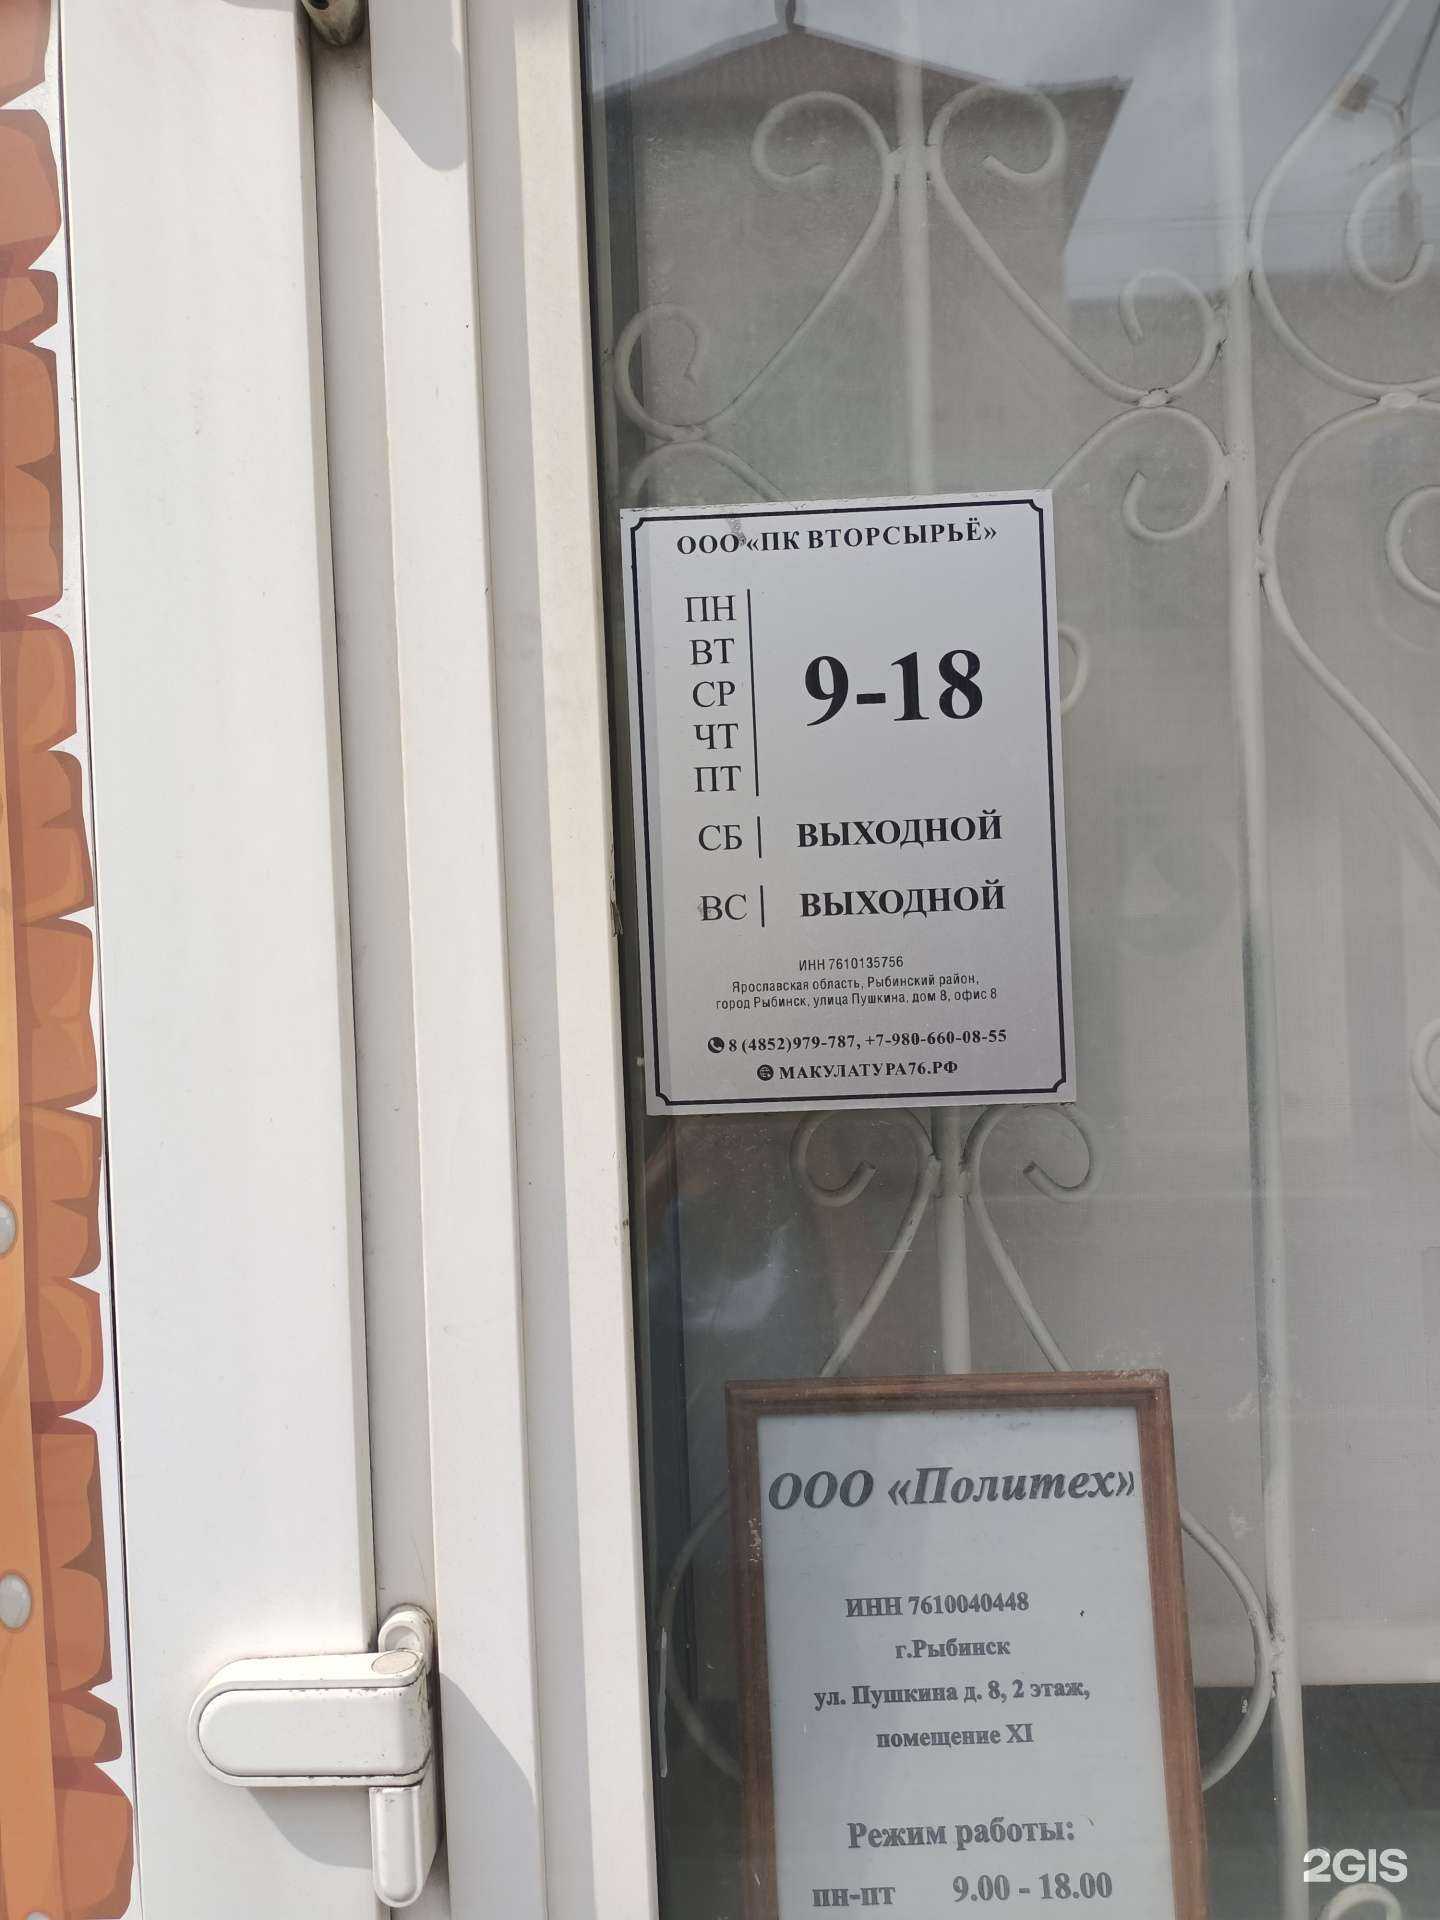 ООО «ПК ВТОРСЫРЬЁ»
ПН
ВТ
СР
ЧТ
ПТ
9-18
СБ ВЫХОДНОЙ
ВС ВЫХОДНОЙ
ИНН 7610135756
Ярославская область, Рыбинский район,
город Рыбинск, улица Пушкина, дом 8, офис 8
8 (4852)979-787, +7-980-660-08-55
МАКУЛАТУРА76.РФ
ООО «Политех»
ИНН 7610040448
г.Рыбинск
ул. Пушкина д. 8, 2 этаж,
помещение XI
Режим работы:
пн-пт 9.00 - 18.00
2GIS